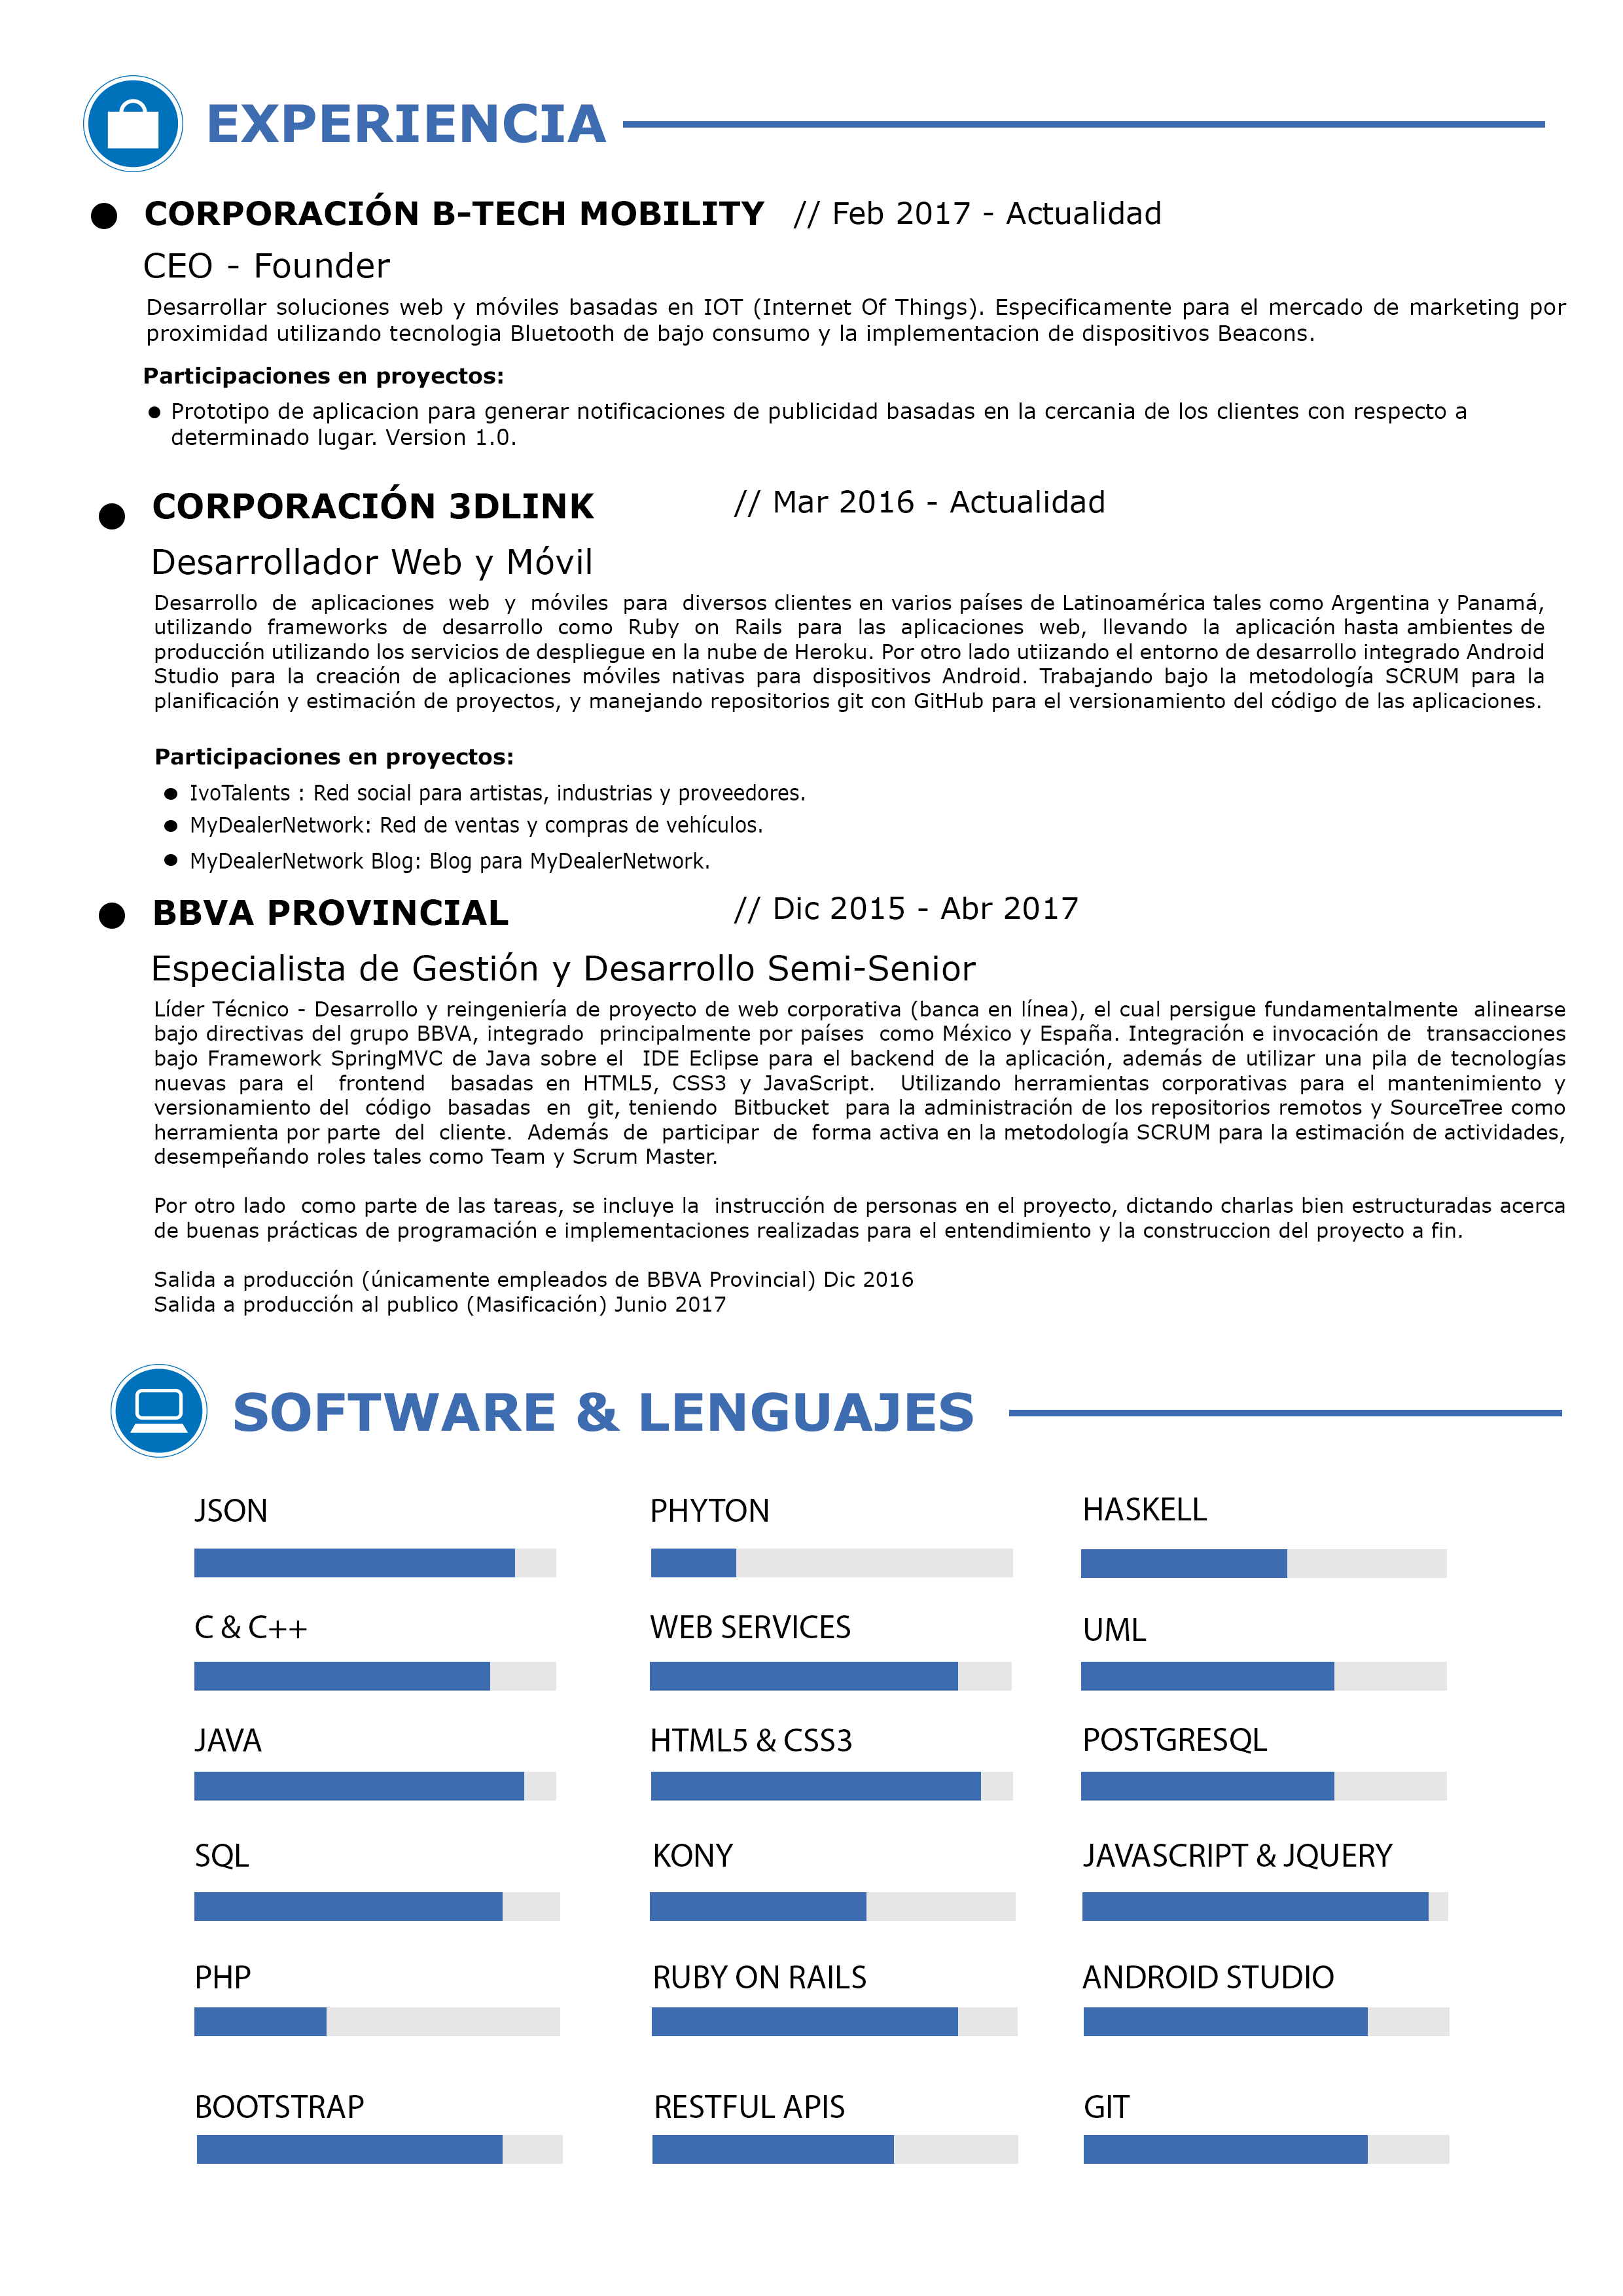 EXPERIENCIA
CORPORACIÓN B-TECH MOBILITY // Feb 2017 - Actualidad
CEO - Founder
Desarrollar soluciones web y móviles basadas en IOT (Internet Of Things). Especificamente para el mercado de marketing por
proximidad utilizando tecnologia Bluetooth de bajo consumo y la implementacion de dispositivos Beacons.
Participaciones en proyectos:
● Prototipo de aplicacion para generar notificaciones de publicidad basadas en la cercania de los clientes con respecto a
determinado lugar. Version 1.0.
CORPORACIÓN 3DLINK // Mar 2016 - Actualidad
Desarrollador Web y Móvil
Desarrollo de aplicaciones web y móviles para diversos clientes en varios países de Latinoamérica tales como Argentina y Panamá,
utilizando frameworks de desarrollo como Ruby on Rails para las aplicaciones web, llevando la aplicación hasta ambientes de
producción utilizando los servicios de despliegue en la nube de Heroku. Por otro lado utiizando el entorno de desarrollo integrado Android
Studio para la creación de aplicaciones móviles nativas para dispositivos Android. Trabajando bajo la metodología SCRUM para la
planificación y estimación de proyectos, y manejando repositorios git con GitHub para el versionamiento del código de las aplicaciones.
Participaciones en proyectos:
● IvoTalents : Red social para artistas, industrias y proveedores.
● MyDealerNetwork: Red de ventas y compras de vehículos.
● MyDealerNetwork Blog: Blog para MyDealerNetwork.
BBVA PROVINCIAL // Dic 2015 - Abr 2017
Especialista de Gestión y Desarrollo Semi-Senior
Líder Técnico - Desarrollo y reingeniería de proyecto de web corporativa (banca en línea), el cual persigue fundamentalmente alinearse
bajo directivas del grupo BBVA, integrado principalmente por países como México y España. Integración e invocación de transacciones
bajo Framework SpringMVC de Java sobre el IDE Eclipse para el backend de la aplicación, además de utilizar una pila de tecnologías
nuevas para el frontend basadas en HTML5, CSS3 y JavaScript. Utilizando herramientas corporativas para el mantenimiento y
versionamiento del código basadas en git, teniendo Bitbucket para la administración de los repositorios remotos y SourceTree como
herramienta por parte del cliente. Además de participar de forma activa en la metodología SCRUM para la estimación de actividades,
desempeñando roles tales como Team y Scrum Master.
Por otro lado como parte de las tareas, se incluye la instrucción de personas en el proyecto, dictando charlas bien estructuradas acerca
de buenas prácticas de programación e implementaciones realizadas para el entendimiento y la construccion del proyecto a fin.
Salida a producción (únicamente empleados de BBVA Provincial) Dic 2016
Salida a producción al publico (Masificación) Junio 2017
SOFTWARE & LENGUAJES
JSON PHYTON HASKELL
C & C++ WEB SERVICES UML
JAVA HTML5 & CSS3 POSTGRESQL
SQL KONY JAVASCRIPT & JQUERY
PHP RUBY ON RAILS ANDROID STUDIO
BOOTSTRAP RESTFUL APIS GIT